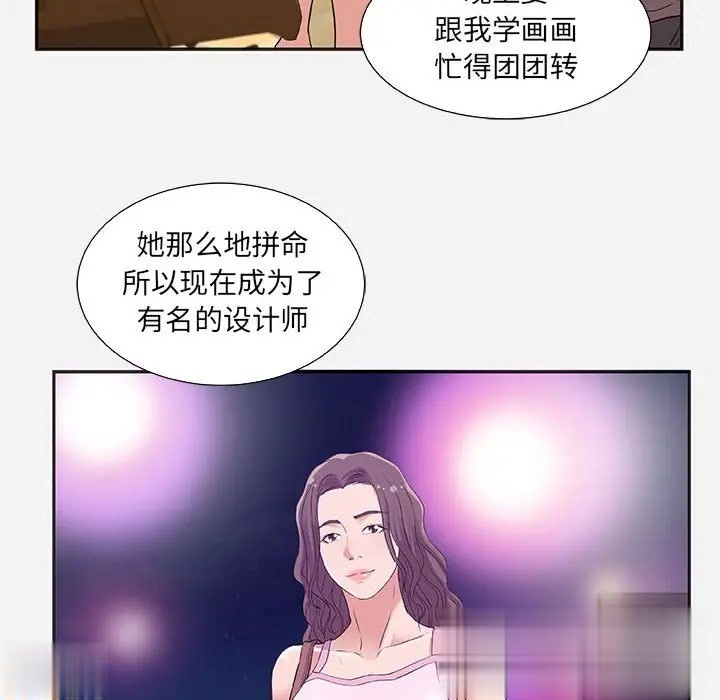 跟我学画画
忙得团团转
她那么地拼命
所以现在成为了
有名的设计师